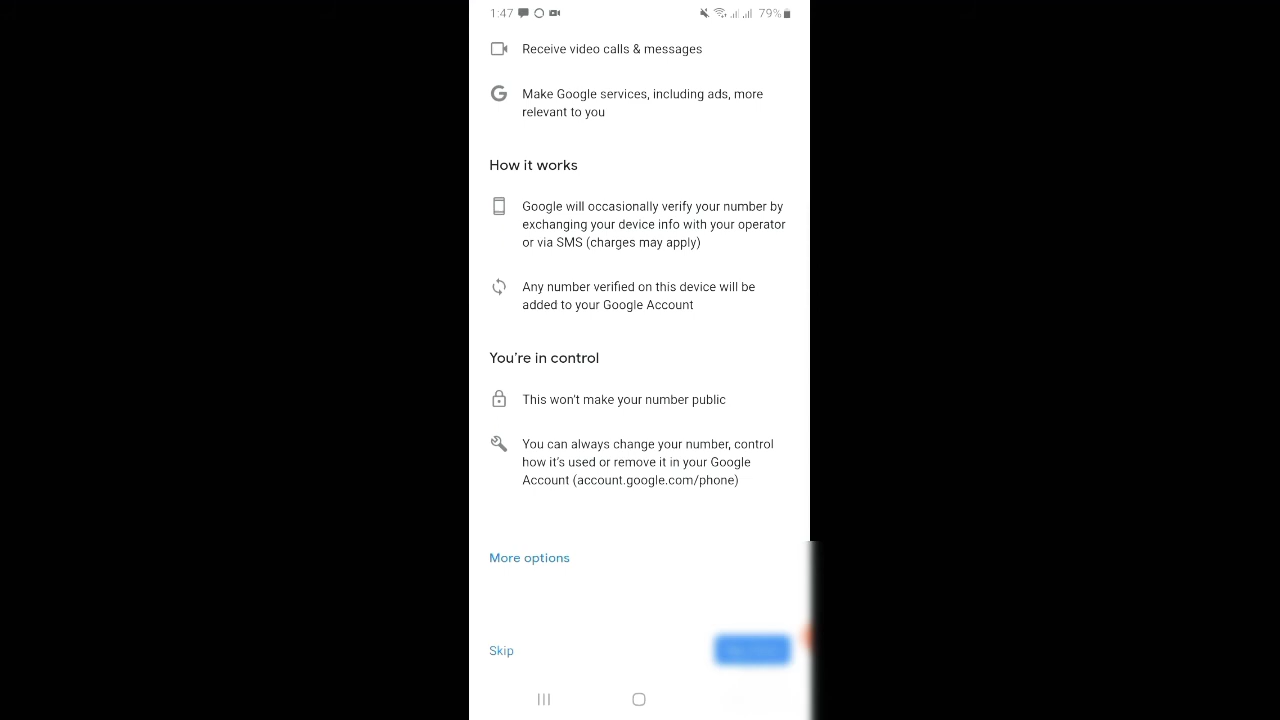 1:47 79%
Receive video calls & messages
Make Google services, including ads, more
relevant to you
How it works
Google will occasionally verify your number by
exchanging your device info with your operator
or via SMS (charges may apply)
Any number verified on this device will be
added to your Google Account
You're in control
This won't make your number public
You can always change your number, control
how it's used or remove it in your Google
Account (account.google.com/phone)
More options
Skip